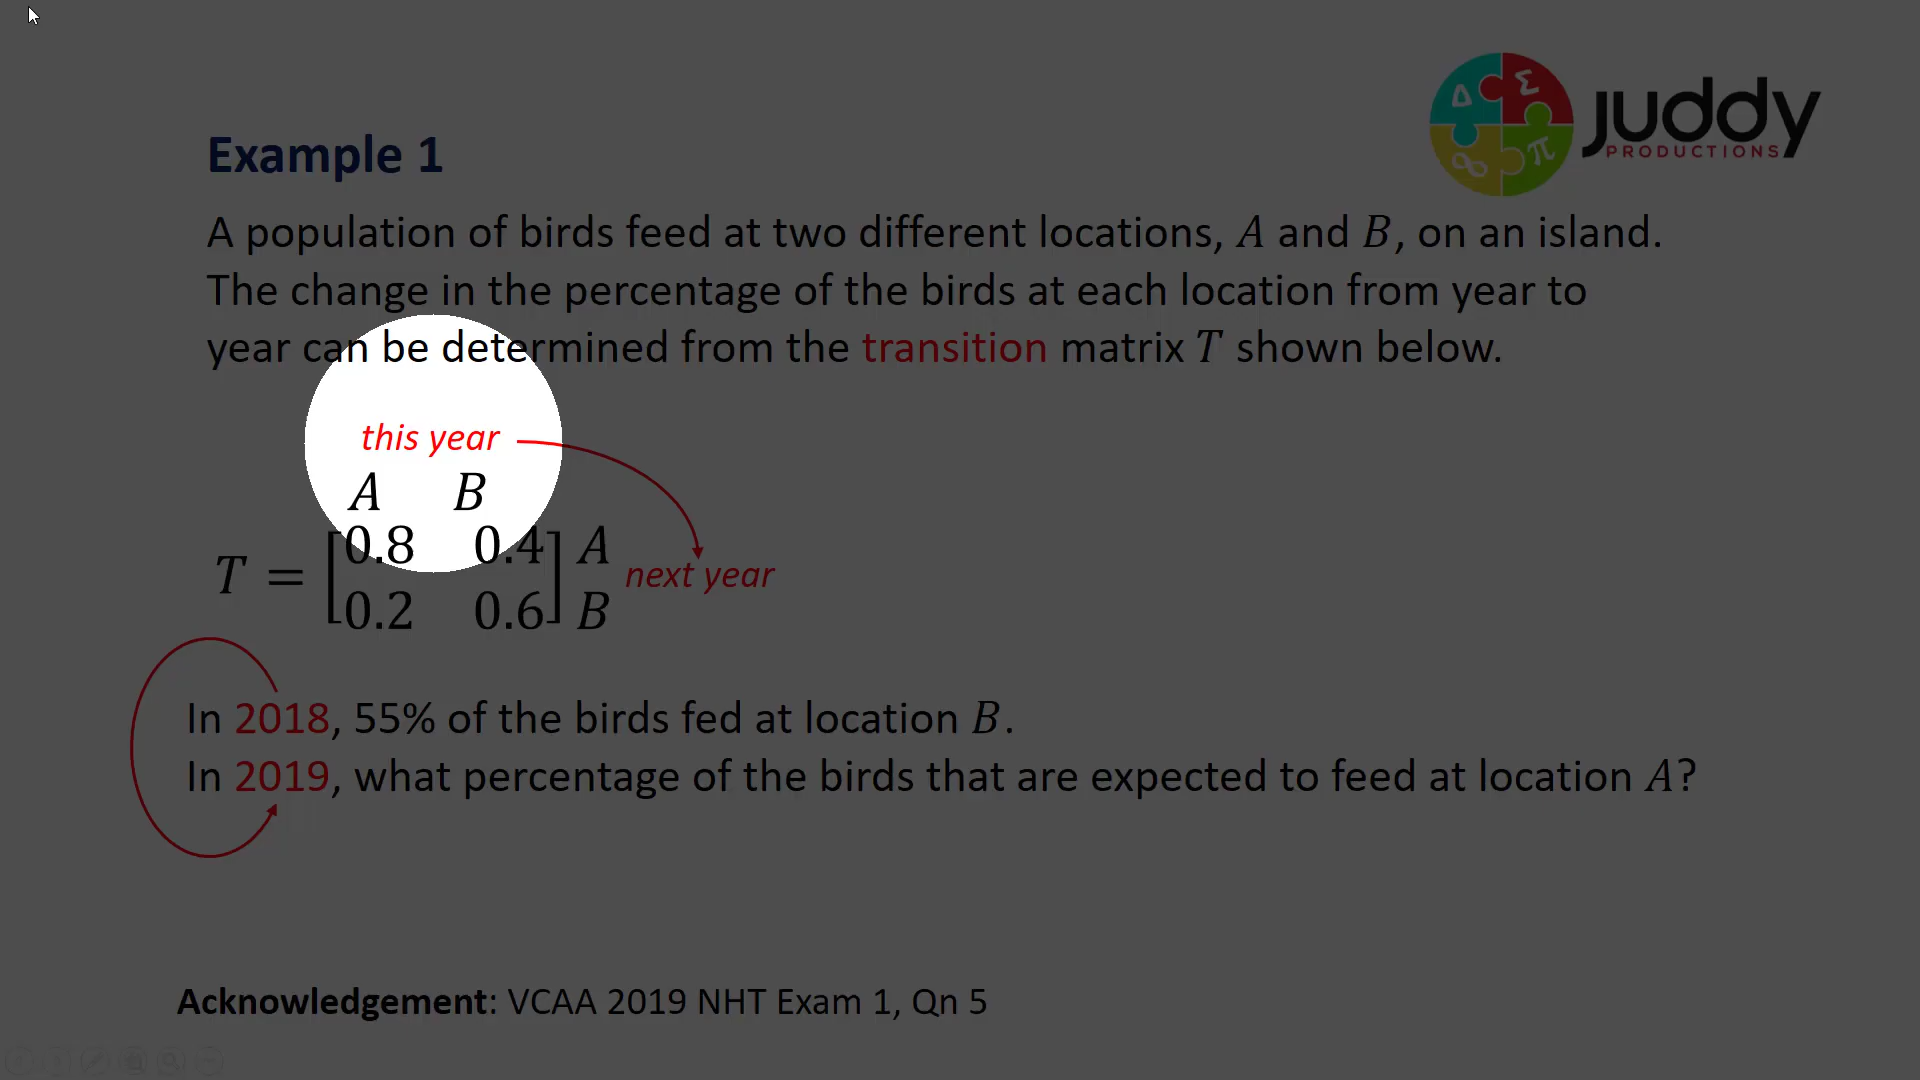 juddy
PRODUCTIONS
Δ Σ
∞ π
Example 1
A population of birds feed at two different locations, A and B, on an island.
The change in the percentage of the birds at each location from year to
year can be determined from the transition matrix T shown below.
this year
A B
T = [0.8 0.4] A
[0.2 0.6] B
next year
In 2018, 55% of the birds fed at location B.
In 2019, what percentage of the birds that are expected to feed at location A?
Acknowledgement: VCAA 2019 NHT Exam 1, Qn 5